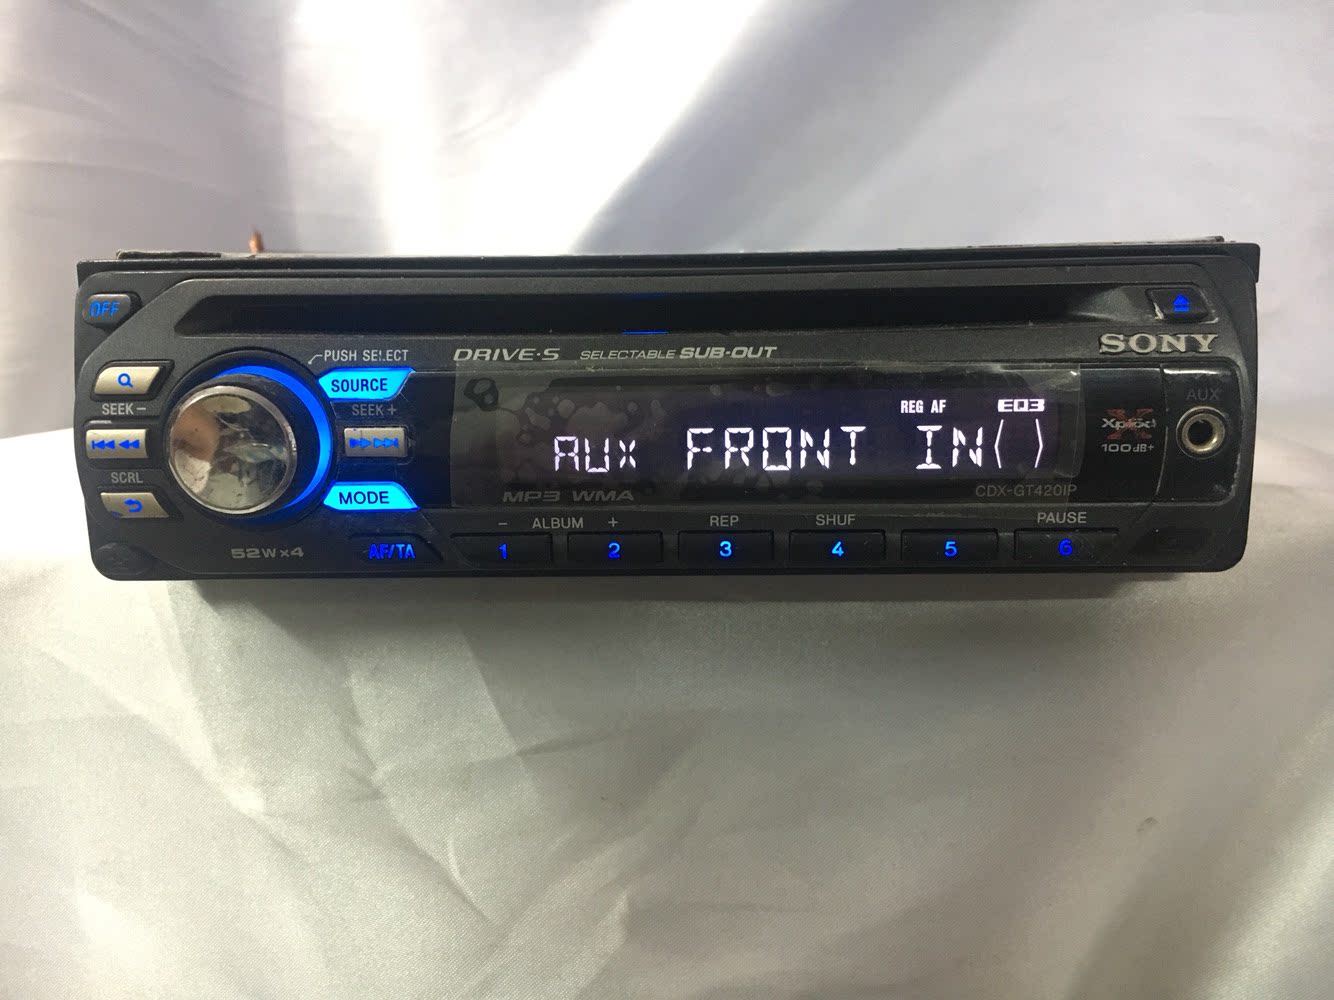 OFF
PUSH SELECT
DRIVE·S SELECTABLE SUB-OUT
SONY
SOURCE
SEEK −
SEEK +
REG AF EQ3
AUX
AUX FRONT IN
Xplod
100dB+
SCRL
MODE
MP3 WMA
CDX-GT420IP
− ALBUM +
REP
SHUF
PAUSE
52W×4
AF/TA
1
2
3
4
5
6